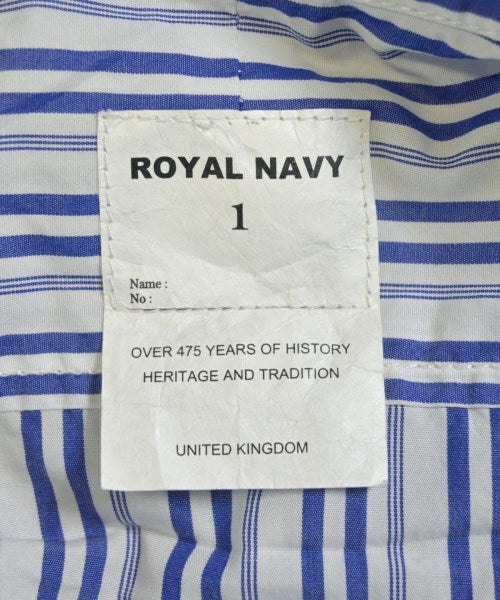 ROYAL NAVY
1
Name :
No :
OVER 475 YEARS OF HISTORY
HERITAGE AND TRADITION
UNITED KINGDOM